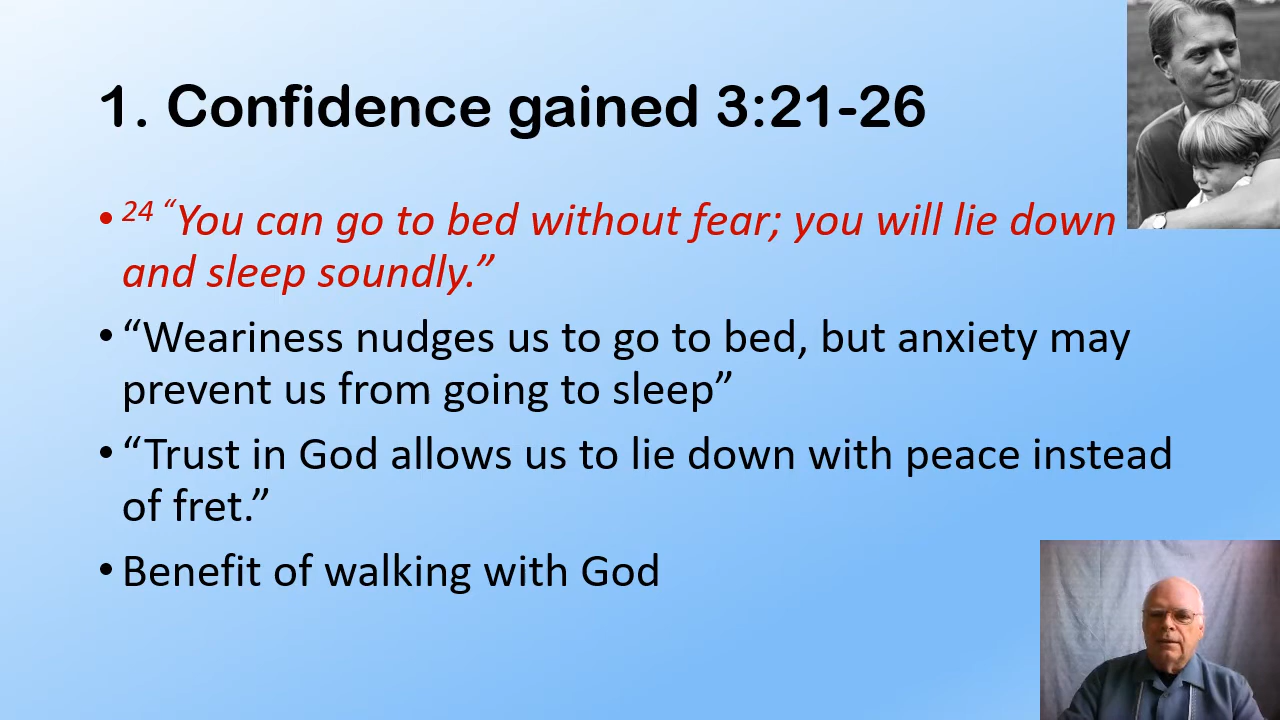 1. Confidence gained 3:21-26
• 24 “You can go to bed without fear; you will lie down
and sleep soundly.”
• “Weariness nudges us to go to bed, but anxiety may
prevent us from going to sleep”
• “Trust in God allows us to lie down with peace instead
of fret.”
• Benefit of walking with God